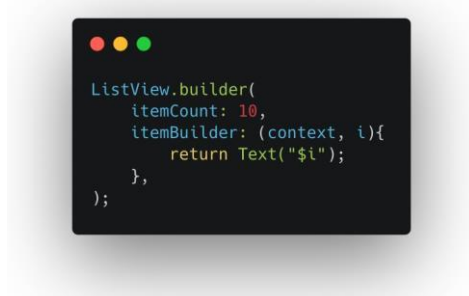 ListView.builder(
    itemCount: 10,
    itemBuilder: (context, i){
        return Text("$i");
    },
);